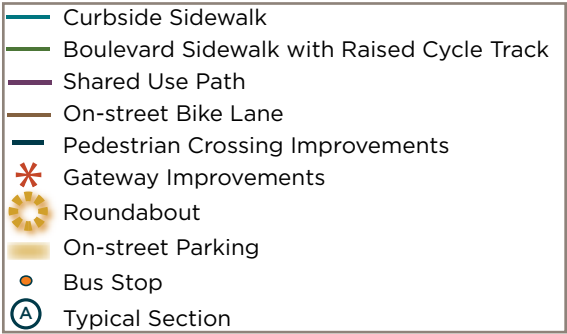 Curbside Sidewalk
Boulevard Sidewalk with Raised Cycle Track
Shared Use Path
On-street Bike Lane
Pedestrian Crossing Improvements
Gateway Improvements
Roundabout
On-street Parking
Bus Stop
A Typical Section